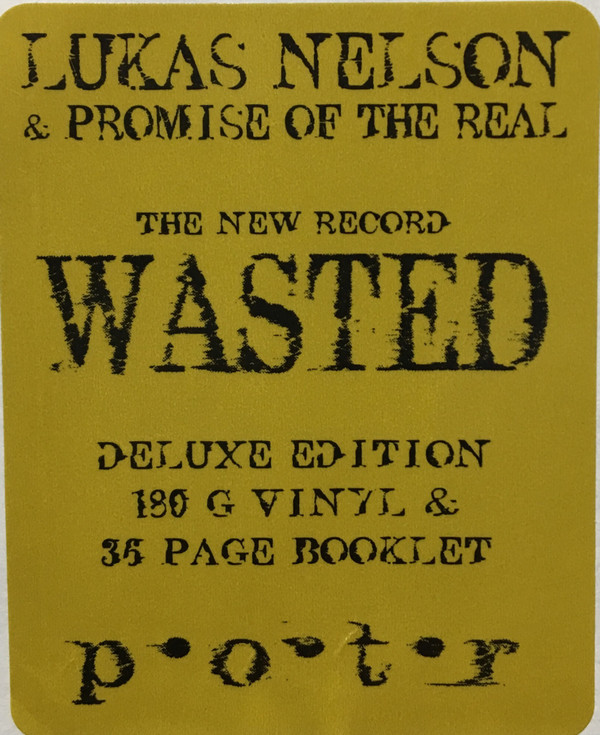 LUKAS NELSON
& PROMISE OF THE REAL
THE NEW RECORD
WASTED
DELUXE EDITION
180 G VINYL &
36 PAGE BOOKLET
p•o•t•r